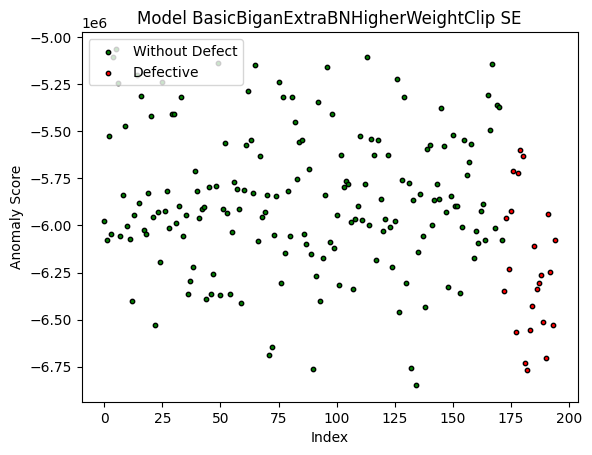 Model BasicBiganExtraBNHigherWeightClip SE
1e6
Without Defect
Defective
−5.00
−5.25
−5.50
−5.75
−6.00
−6.25
−6.50
−6.75
Anomaly Score
0 25 50 75 100 125 150 175 200
Index